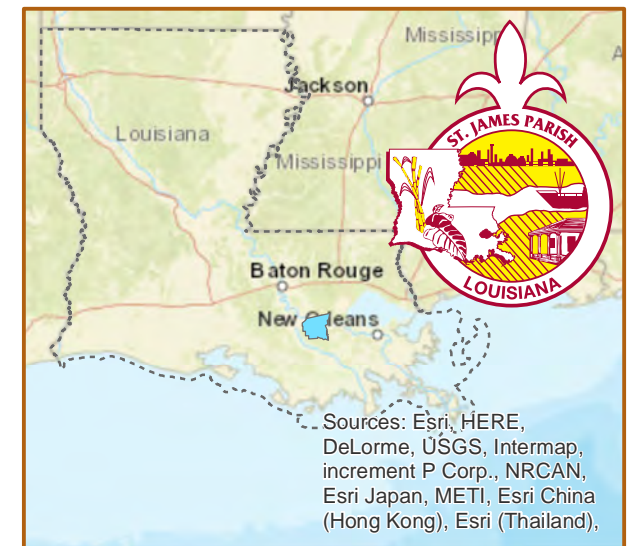 Mississipp
Jackson
ST. JAMES PARISH
Louisiana
Mississippi
Baton Rouge
New Orleans
LOUISIANA
Sources: Esri, HERE,
DeLorme, USGS, Intermap,
increment P Corp., NRCAN,
Esri Japan, METI, Esri China
(Hong Kong), Esri (Thailand),